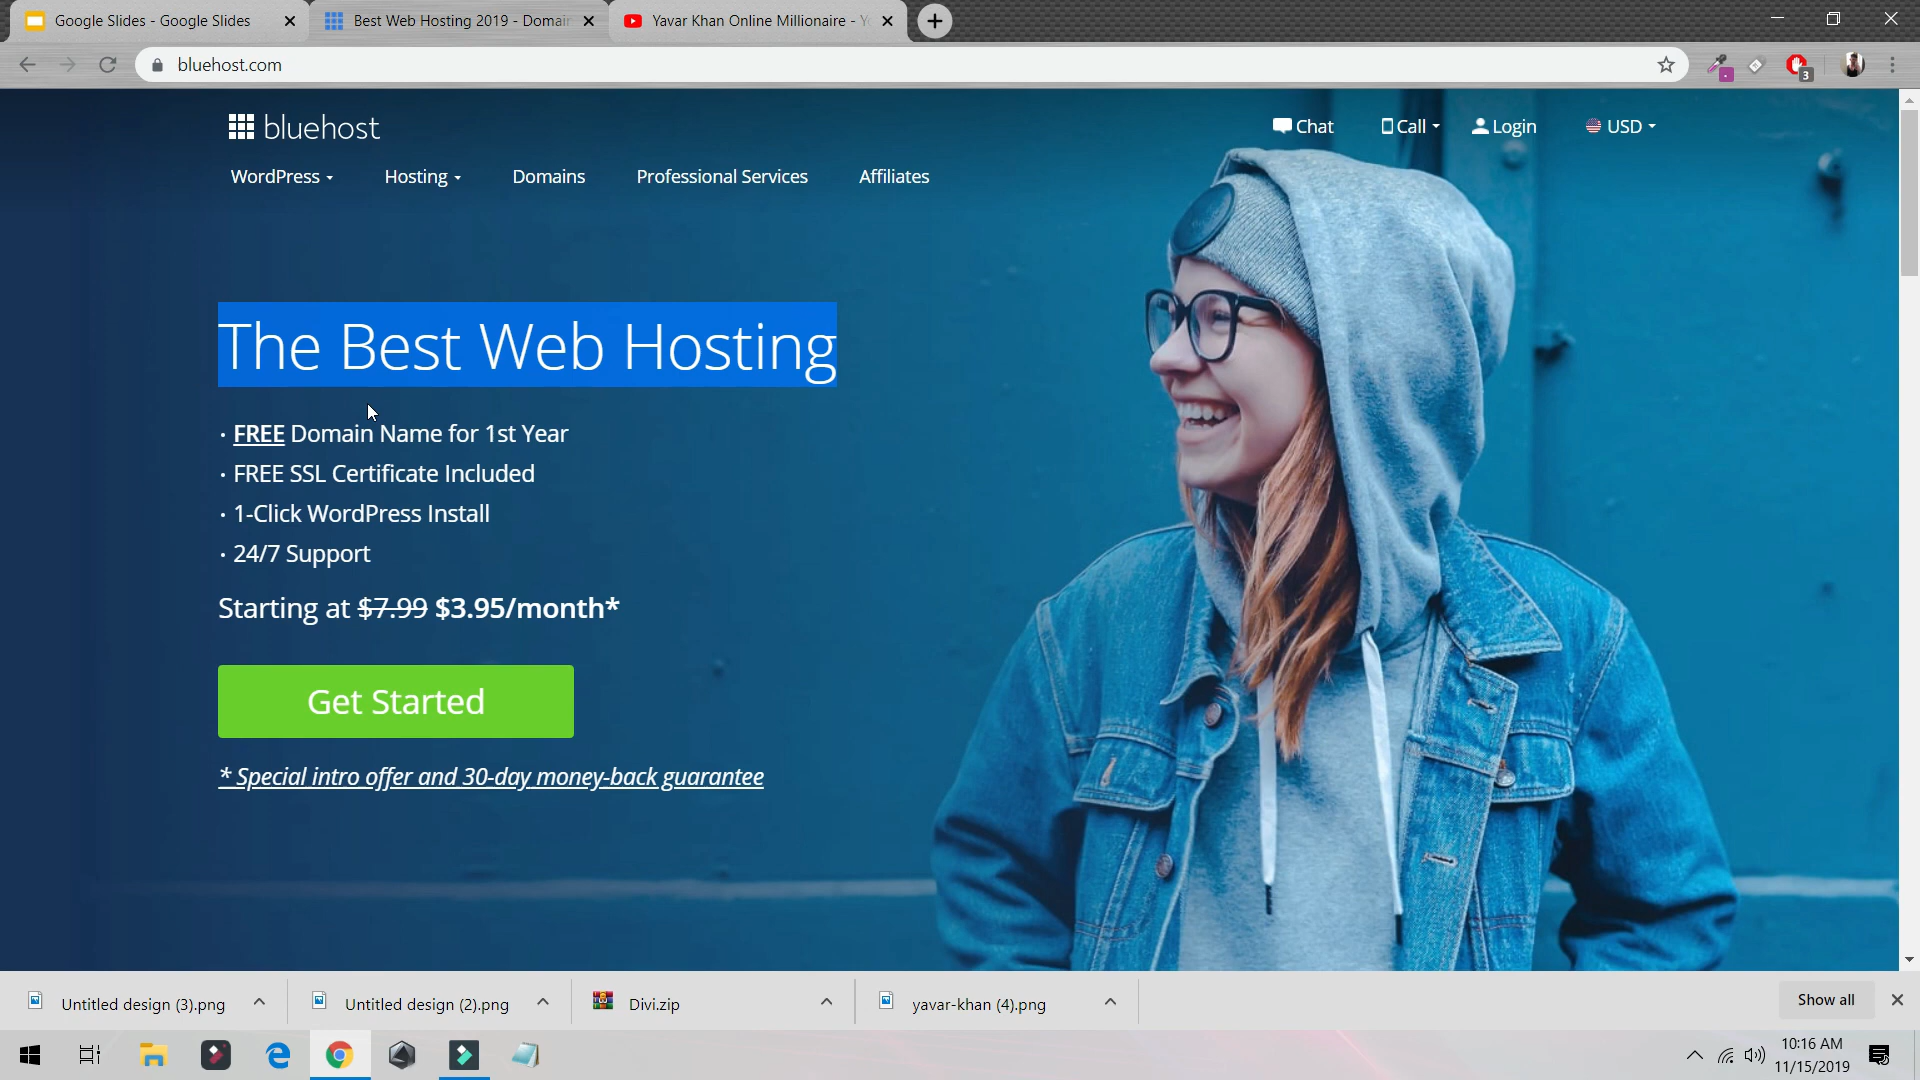 Google Slides - Google Slides
Best Web Hosting 2019 - Domain
Yavar Khan Online Millionaire -
bluehost.com
3
bluehost
Chat
Call
Login
USD
WordPress
Hosting
Domains
Professional Services
Affiliates
The Best Web Hosting
· FREE Domain Name for 1st Year
· FREE SSL Certificate Included
· 1-Click WordPress Install
· 24/7 Support
Starting at $7.99 $3.95/month*
Get Started
* Special intro offer and 30-day money-back guarantee
Untitled design (3).png
Untitled design (2).png
Divi.zip
yavar-khan (4).png
Show all
10:16 AM
11/15/2019